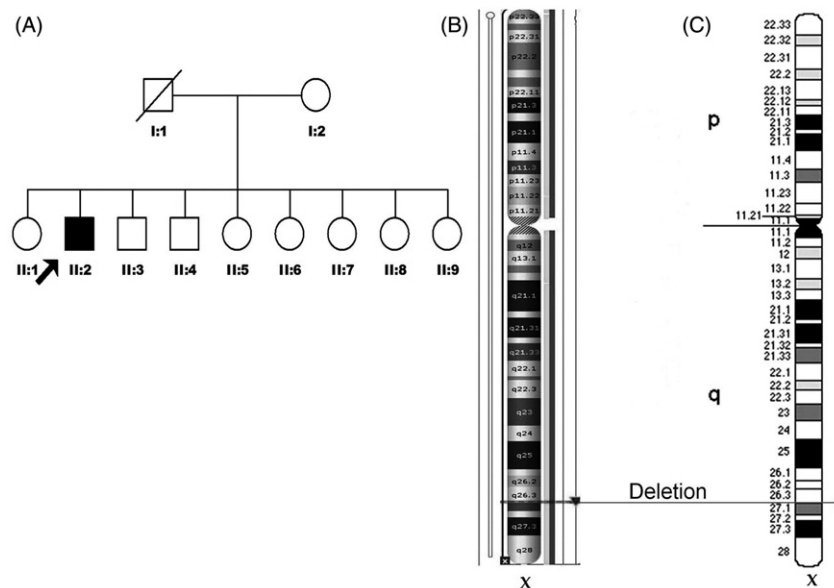 (A)
I:1
I:2
II:1
II:2
II:3
II:4
II:5
II:6
II:7
II:8
II:9
(B)
p22.31
p22.2
p22.11
p21.3
p21.1
p11.4
p11.3
p11.23
p11.22
p11.21
q12
q13.1
q21.1
q21.31
q21.33
q22.1
q22.3
q23
q24
q25
q26.2
q26.3
q27.3
q28
X
Deletion
(C)
p
22.33
22.32
22.31
22.2
22.13
22.12
22.11
21.3
21.2
21.1
11.4
11.3
11.23
11.22
11.21
11.1
11.1
11.2
12
13.1
13.2
13.3
21.1
21.2
21.31
21.32
21.33
q
22.1
22.2
22.3
23
24
25
26.1
26.2
26.3
27.1
27.2
27.3
28
X